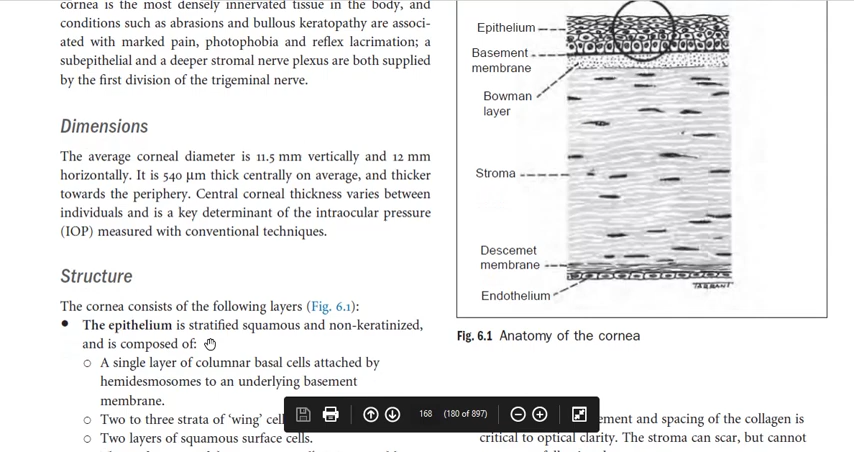 cornea is the most densely innervated tissue in the body, and
conditions such as abrasions and bullous keratopathy are associ-
ated with marked pain, photophobia and reflex lacrimation; a
subepithelial and a deeper stromal nerve plexus are both supplied
by the first division of the trigeminal nerve.
Dimensions
The average corneal diameter is 11.5 mm vertically and 12 mm
horizontally. It is 540 μm thick centrally on average, and thicker
towards the periphery. Central corneal thickness varies between
individuals and is a key determinant of the intraocular pressure
(IOP) measured with conventional techniques.
Structure
The cornea consists of the following layers (Fig. 6.1):
• The epithelium is stratified squamous and non-keratinized,
and is composed of:
○ A single layer of columnar basal cells attached by
hemidesmosomes to an underlying basement
membrane.
○ Two to three strata of ‘wing’
○ Two layers of squamous surface cells.
Epithelium
Basement
membrane
Bowman
layer
Stroma
Descemet
membrane
Endothelium
TARRANT
Fig. 6.1 Anatomy of the cornea
and spacing of the collagen is
critical to optical clarity. The stroma can scar, but cannot
168 (180 of 897)